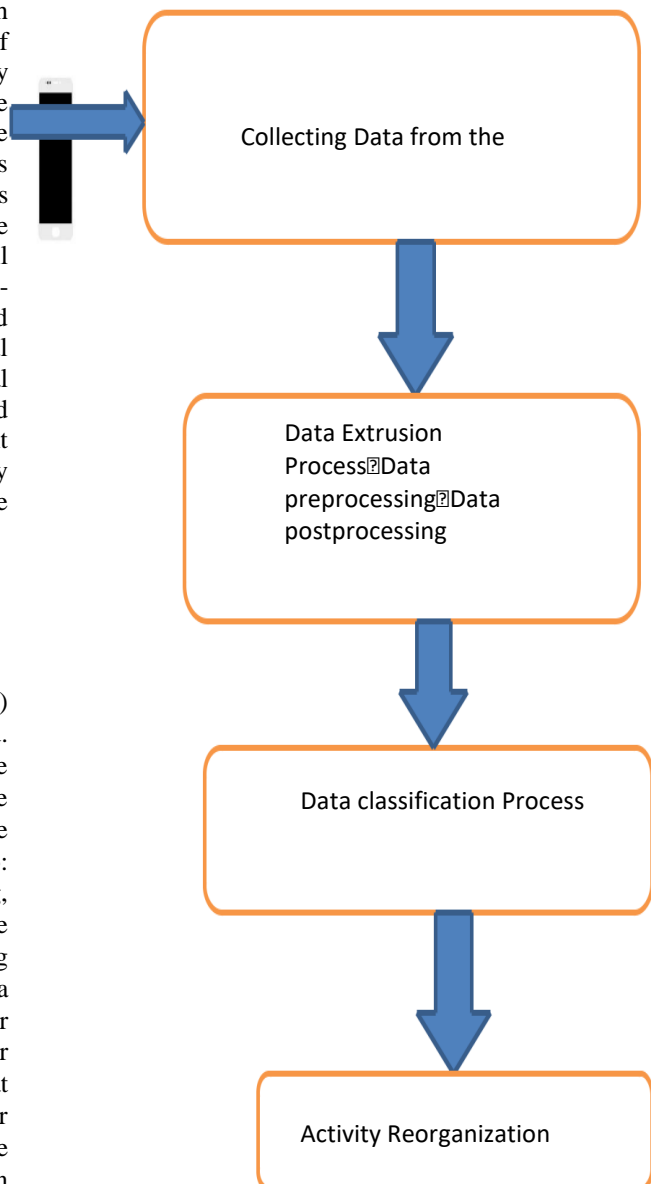 Collecting Data from the
Data Extrusion
Process⍰Data
preprocessing⍰Data
postprocessing
Data classification Process
Activity Reorganization